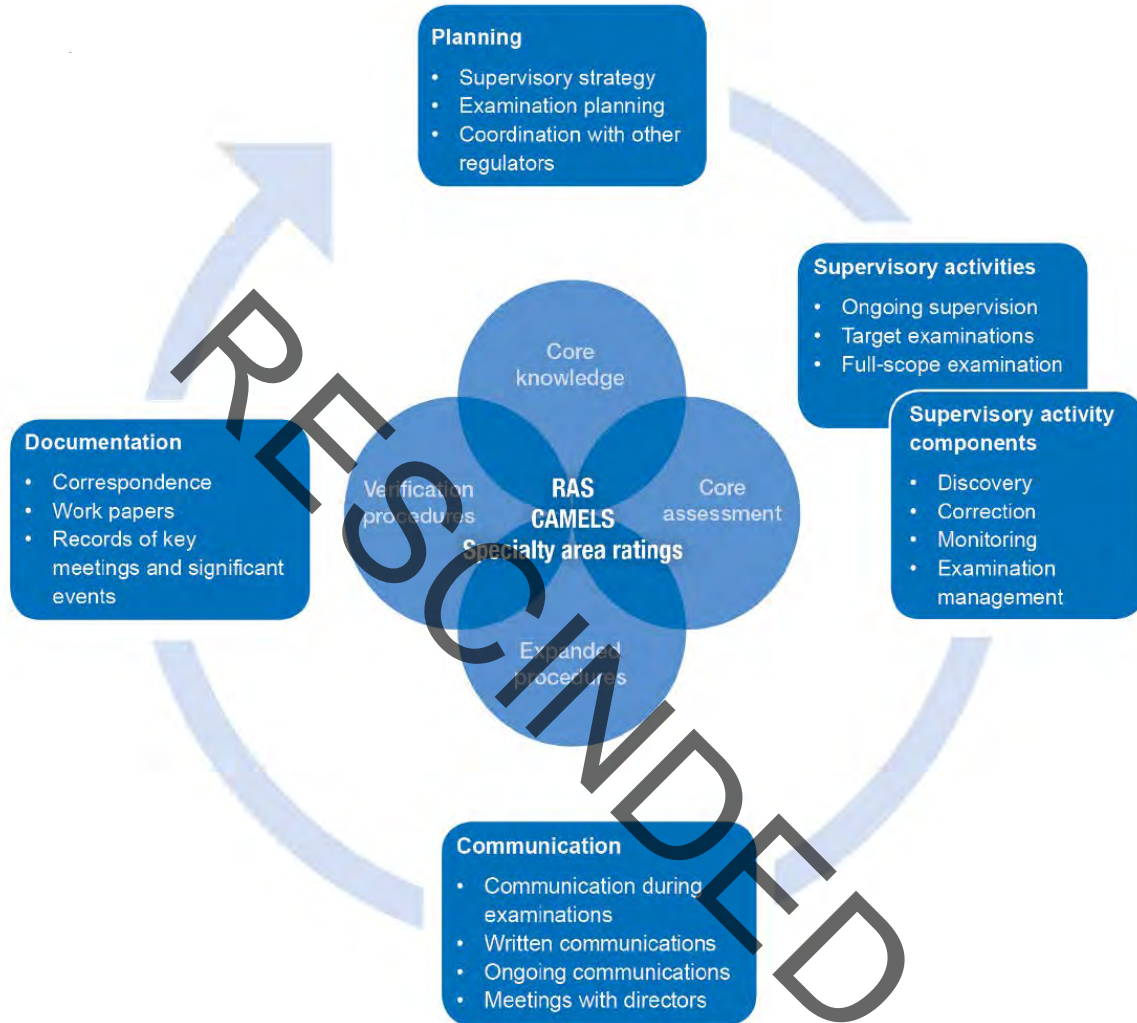 Planning
• Supervisory strategy
• Examination planning
• Coordination with other
regulators
Supervisory activities
• Ongoing supervision
• Target examinations
• Full-scope examination
Supervisory activity
components
• Discovery
• Correction
• Monitoring
• Examination
management
Core
knowledge
Documentation
• Correspondence
• Work papers
• Records of key
meetings and significant
events
Verification
procedures
RAS
CAMELS
Specialty area ratings
Core
assessment
Expanded
procedures
Communication
• Communication during
examinations
• Written communications
• Ongoing communications
• Meetings with directors
RESCINDED